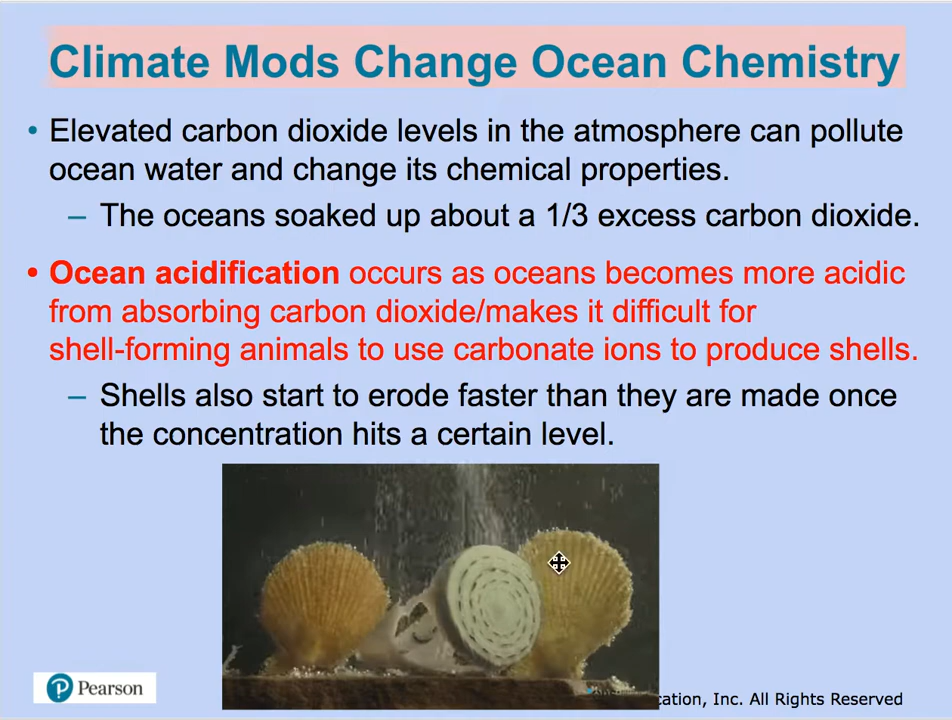 Climate Mods Change Ocean Chemistry
• Elevated carbon dioxide levels in the atmosphere can pollute
ocean water and change its chemical properties.
– The oceans soaked up about a 1/3 excess carbon dioxide.
• Ocean acidification occurs as oceans becomes more acidic
from absorbing carbon dioxide/makes it difficult for
shell-forming animals to use carbonate ions to produce shells.
– Shells also start to erode faster than they are made once
the concentration hits a certain level.
P Pearson
cation, Inc. All Rights Reserved